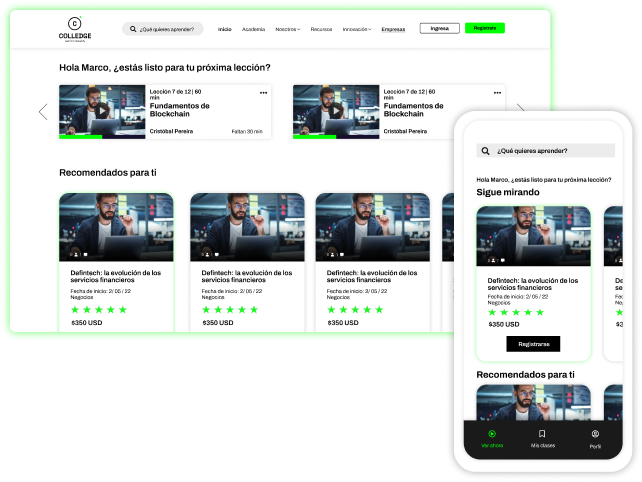 C
COLLEDGE
¿Qué quieres aprender?
Inicio
Academia
Nosotros
Recursos
Innovación
Empresas
Ingresa
Regístrate
Hola Marco, ¿estás listo para tu próxima lección?
Lección 7 de 12 | 60
min
Fundamentos de
Blockchain
Cristóbal Pereira
Faltan 30 min
Lección 7 de 12 | 60
min
Fundamentos de
Blockchain
Cristóbal Pereira
Recomendados para ti
Defintech: la evolución de los
servicios financieros
Fecha de inicio: 2/ 05 / 22
Negocios
$350 USD
Defintech: la evolución de los
servicios financieros
Fecha de inicio: 2/ 05 / 22
Negocios
$350 USD
Defintech: la evolución de los
servicios financieros
Fecha de inicio: 2/ 05 / 22
Negocios
$350 USD
¿Qué quieres aprender?
Hola Marco, ¿estás listo para tu próxima lección?
Sigue mirando
Defintech: la evolución de los
servicios financieros
Fecha de inicio: 2/ 05 / 22
Negocios
$350 USD
Registrarse
Recomendados para ti
Ver ahora
Mis clases
Perfil